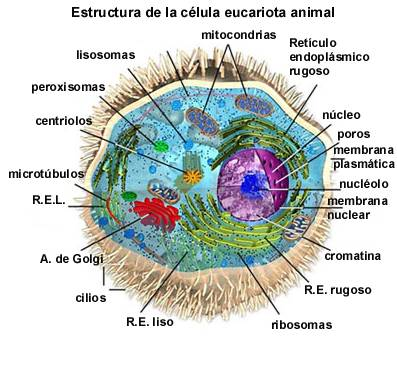 Estructura de la célula eucariota animal
mitocondrias
lisosomas
Retículo
endoplásmico
rugoso
peroxisomas
centriolos
núcleo
poros
membrana
plasmática
microtúbulos
nucléolo
R.E.L.
membrana
nuclear
A. de Golgi
cromatina
cilios
R.E. rugoso
R.E. liso
ribosomas